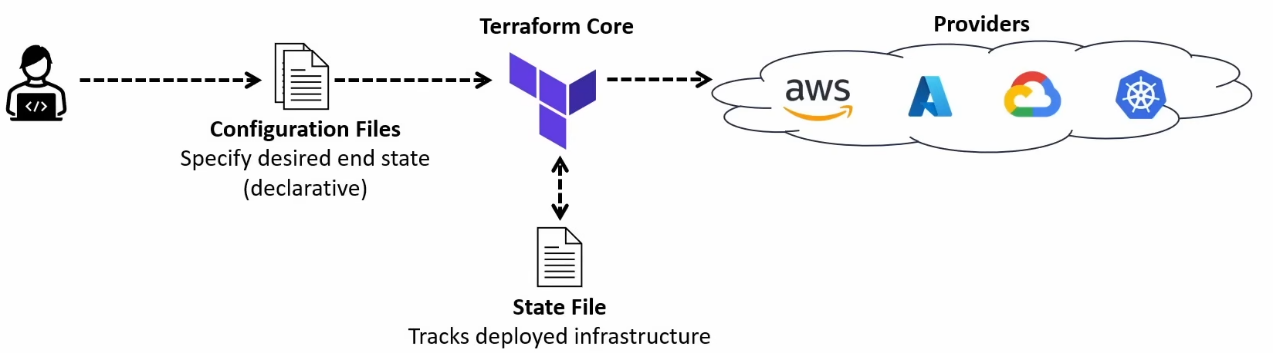 Terraform Core
Providers
</>
aws
Configuration Files
Specify desired end state
(declarative)
State File
Tracks deployed infrastructure